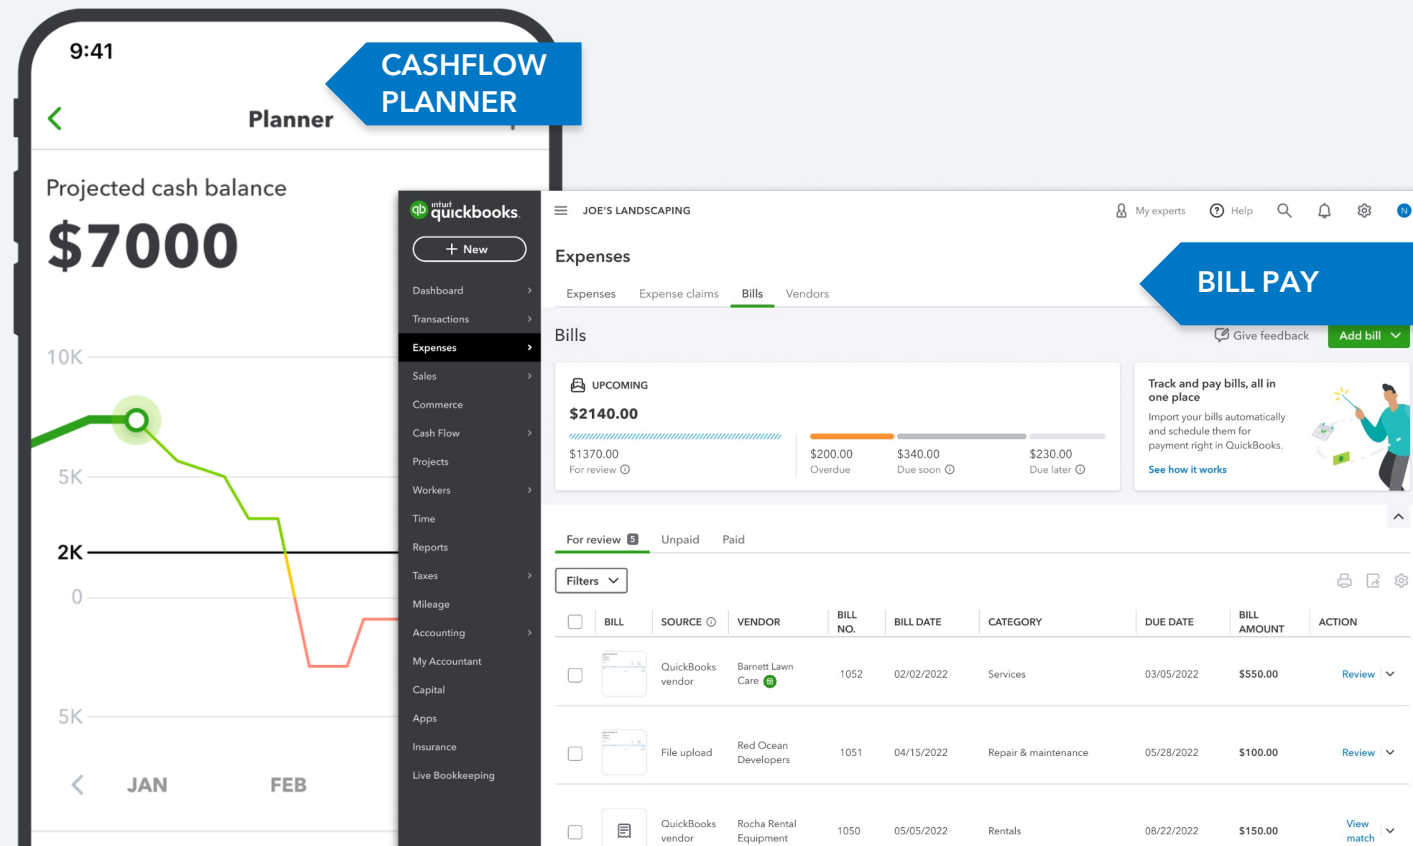 9:41
CASHFLOW
PLANNER
Planner
Projected cash balance
$7000
10K
5K
2K
0
5K
JAN
FEB
intuit
quickbooks.
+ New
Dashboard
Transactions
Expenses
Sales
Commerce
Cash Flow
Projects
Workers
Time
Reports
Taxes
Mileage
Accounting
My Accountant
Capital
Apps
Insurance
Live Bookkeeping
JOE'S LANDSCAPING
My experts Help N
Expenses
BILL PAY
Expenses Expense claims Bills Vendors
Bills
Give feedback Add bill
UPCOMING
$2140.00
$1370.00 $200.00 $340.00 $230.00
For review Overdue Due soon Due later
Track and pay bills, all in
one place
Import your bills automatically
and schedule them for
payment right in QuickBooks.
See how it works
For review 5 Unpaid Paid
Filters
BILL SOURCE VENDOR BILL NO. BILL DATE CATEGORY DUE DATE BILL AMOUNT ACTION
QuickBooks vendor Barnett Lawn Care 1052 02/02/2022 Services 03/05/2022 $550.00 Review
File upload Red Ocean Developers 1051 04/15/2022 Repair & maintenance 05/28/2022 $100.00 Review
QuickBooks vendor Rocha Rental Equipment 1050 05/05/2022 Rentals 08/22/2022 $150.00 View match